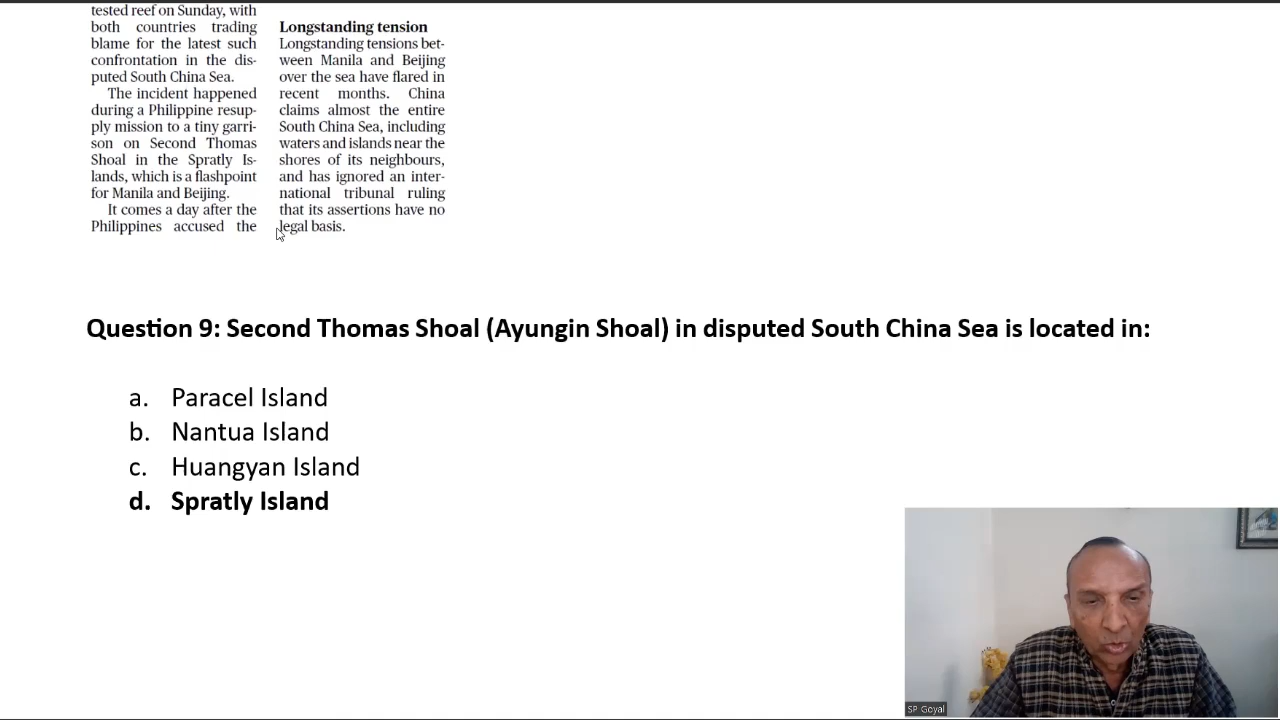 tested reef on Sunday, with
both countries trading
blame for the latest such
confrontation in the dis-
puted South China Sea.
The incident happened
during a Philippine resup-
ply mission to a tiny garri-
son on Second Thomas
Shoal in the Spratly Is-
lands, which is a flashpoint
for Manila and Beijing.
It comes a day after the
Philippines accused the
Longstanding tension
Longstanding tensions bet-
ween Manila and Beijing
over the sea have flared in
recent months. China
claims almost the entire
South China Sea, including
waters and islands near the
shores of its neighbours,
and has ignored an inter-
national tribunal ruling
that its assertions have no
legal basis.
Question 9: Second Thomas Shoal (Ayungin Shoal) in disputed South China Sea is located in:
a. Paracel Island
b. Nantua Island
c. Huangyan Island
d. Spratly Island
SP Goyal